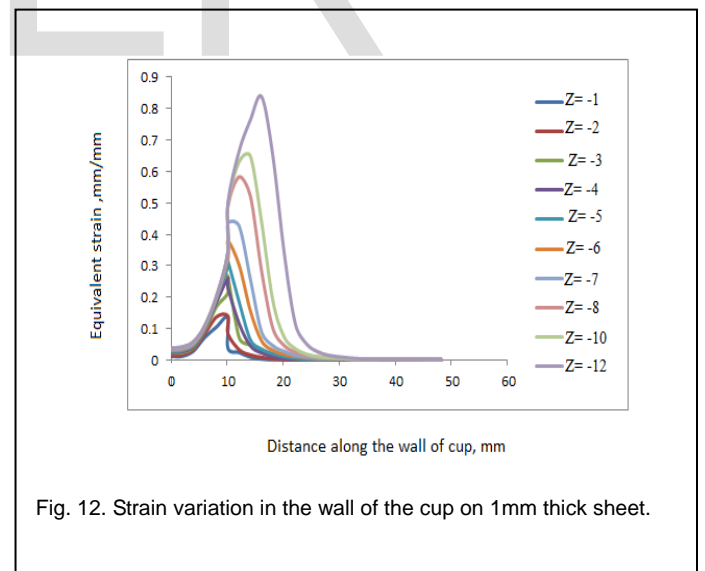 ER
0.9
0.8
0.7
0.6
0.5
0.4
0.3
0.2
0.1
0
0 10 20 30 40 50 60
Equivalent strain ,mm/mm
Z= -1
Z= -2
Z= -3
Z= -4
Z= -5
Z= -6
Z= -7
Z= -8
Z= -10
Z= -12
Distance along the wall of cup, mm
Fig. 12. Strain variation in the wall of the cup on 1mm thick sheet.